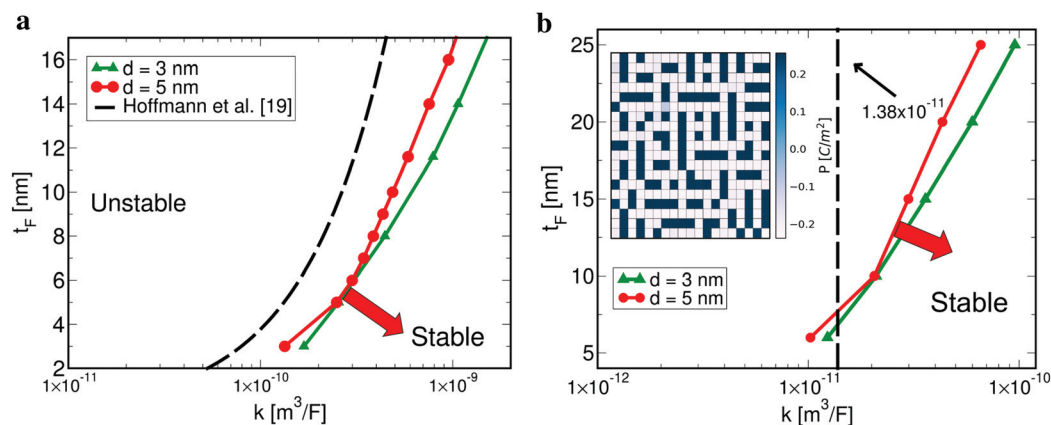 a
16
14
12
10
8
6
4
2
t_F [nm]
d = 3 nm
d = 5 nm
Hoffmann et al. [19]
Unstable
Stable
1×10^-11
1×10^-10
1×10^-9
k [m³/F]
b
25
20
15
10
5
t_F [nm]
0.2
0.1
0.0
−0.1
−0.2
P [C/m²]
1.38x10^-11
d = 3 nm
d = 5 nm
Stable
1×10^-12
1×10^-11
1×10^-10
k [m³/F]